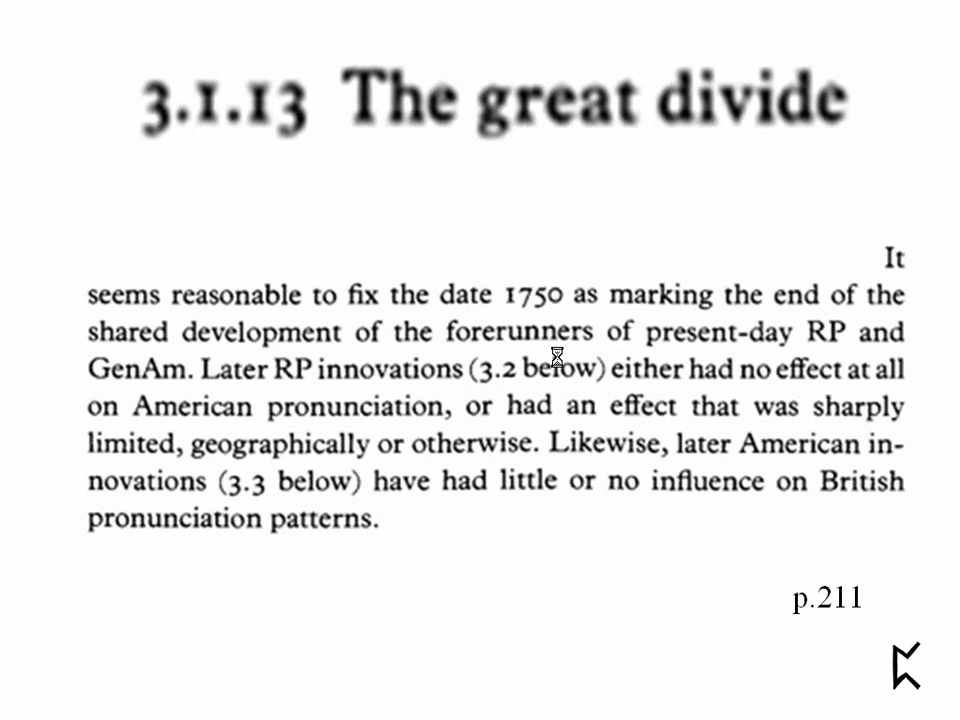 3.1.13 The great divide
It
seems reasonable to fix the date 1750 as marking the end of the
shared development of the forerunners of present-day RP and
GenAm. Later RP innovations (3.2 below) either had no effect at all
on American pronunciation, or had an effect that was sharply
limited, geographically or otherwise. Likewise, later American in-
novations (3.3 below) have had little or no influence on British
pronunciation patterns.
p.211